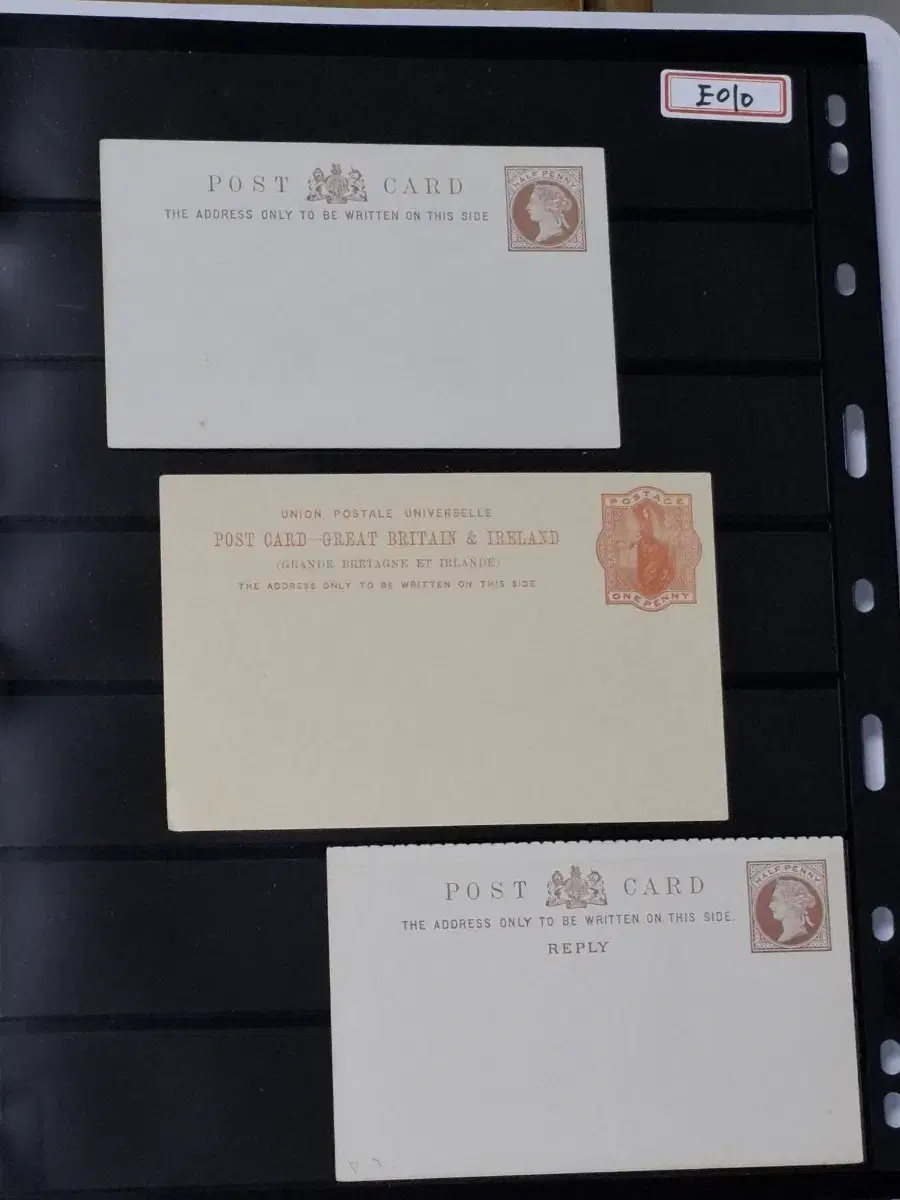 E010
POST CARD
HALF PENNY
THE ADDRESS ONLY TO BE WRITTEN ON THIS SIDE
UNION POSTALE UNIVERSELLE
POST CARD—GREAT BRITAIN & IRELAND
(GRANDE BRETAGNE ET IRLANDE)
THE ADDRESS ONLY TO BE WRITTEN ON THIS SIDE
POSTAGE
ONE PENNY
POST CARD
HALF PENNY
THE ADDRESS ONLY TO BE WRITTEN ON THIS SIDE.
REPLY